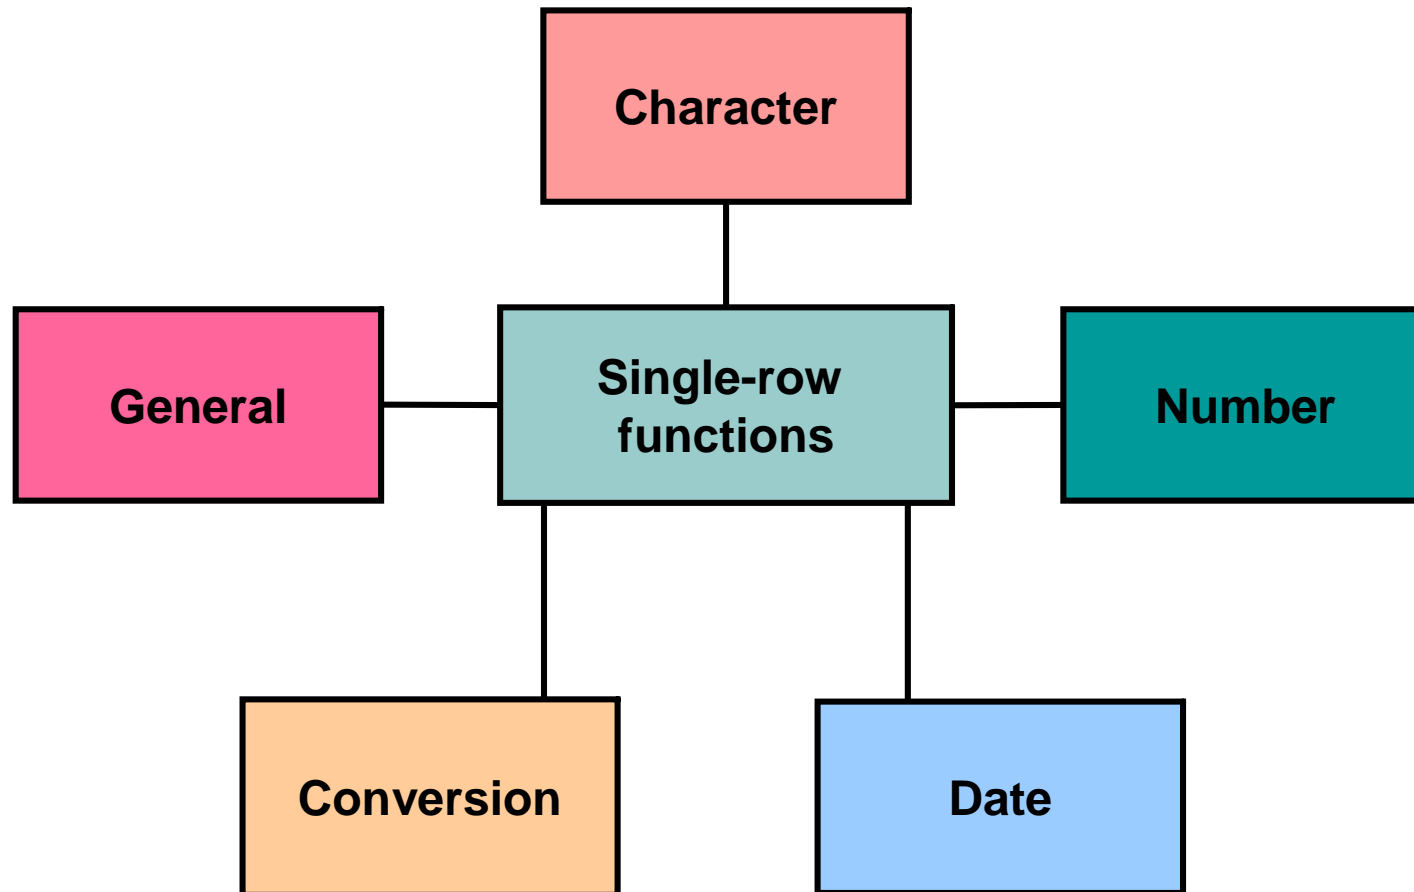 Character
General
Single-row
functions
Number
Conversion
Date